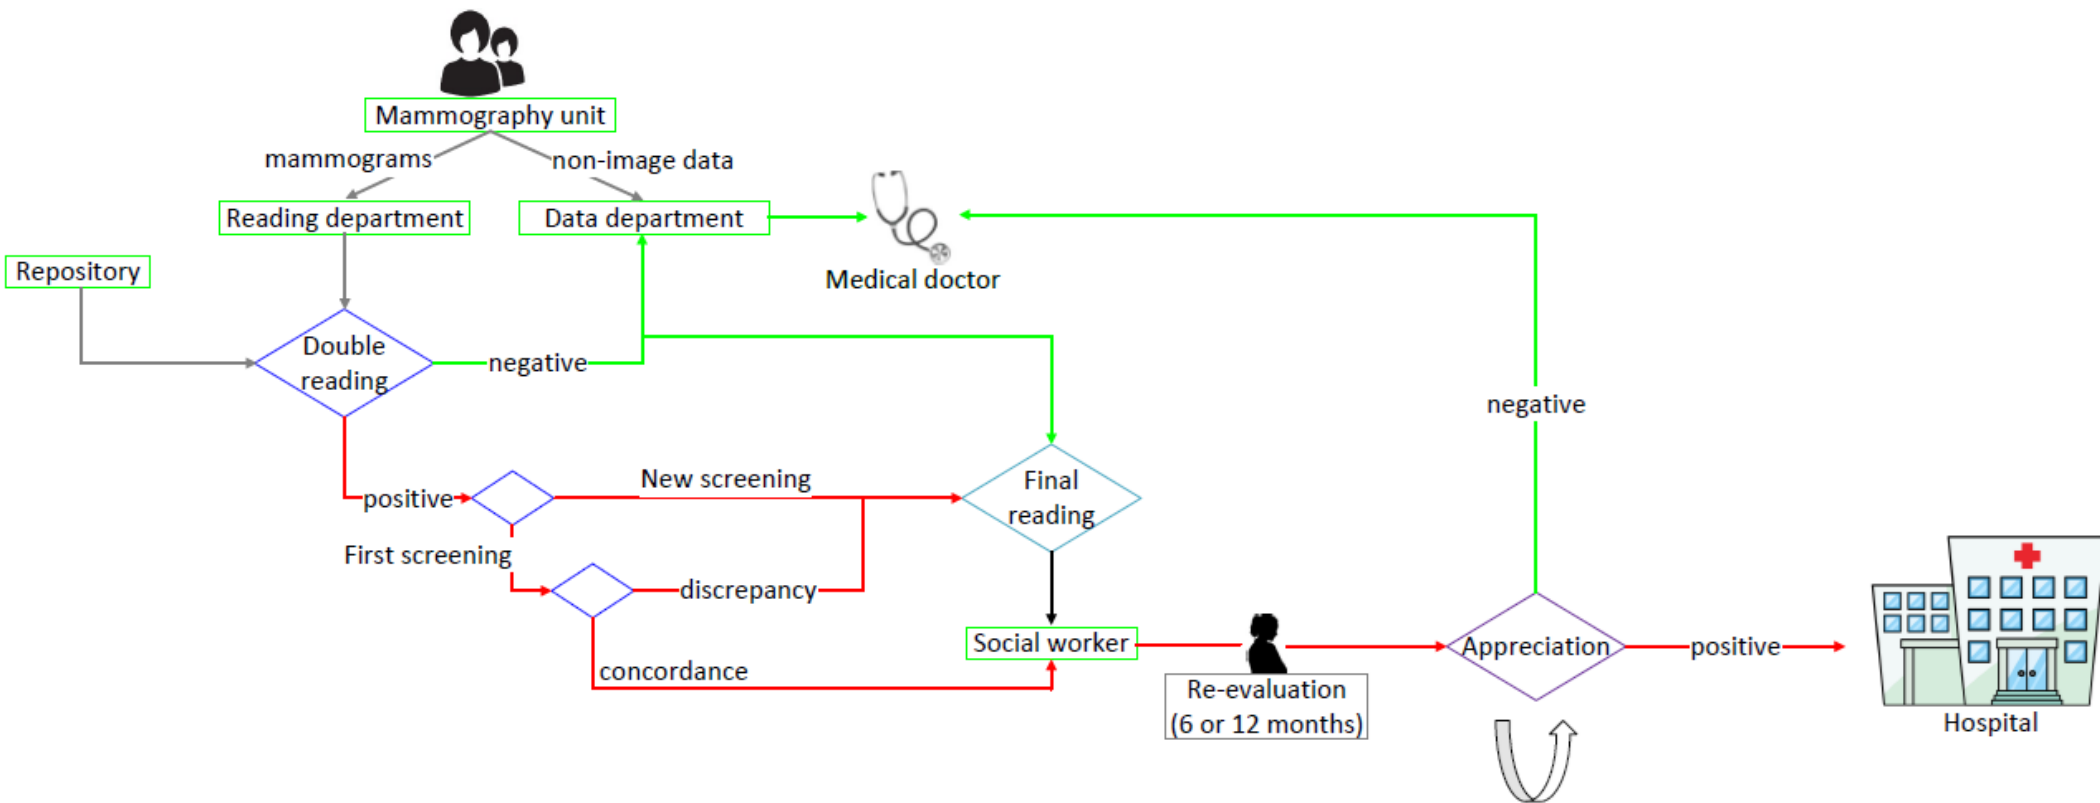 Mammography unit
mammograms
non-image data
Reading department
Data department
Repository
Medical doctor
Double
reading
negative
negative
positive
New screening
Final
reading
First screening
discrepancy
Social worker
concordance
Appreciation
positive
Re-evaluation
(6 or 12 months)
Hospital